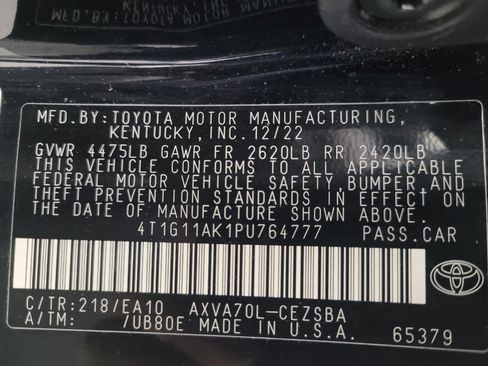 MFD.BY:TOYOTA MOTOR MANUFACTURING,
KENTUCKY,INC.12/22
GVWR 4475LB GAWR FR 2620LB RR 2420LB
THIS VEHICLE CONFORMS TO ALL APPLICABLE
FEDERAL MOTOR VEHICLE SAFETY,BUMPER,AND
THEFT PREVENTION STANDARDS IN EFFECT ON
THE DATE OF MANUFACTURE SHOWN ABOVE.
4T1G11AK1PU764777 PASS.CAR
C/TR:218/EA10 AXVA70L-CEZSBA
A/TM: /UB80E MADE IN U.S.A. 65379
TOYOTA